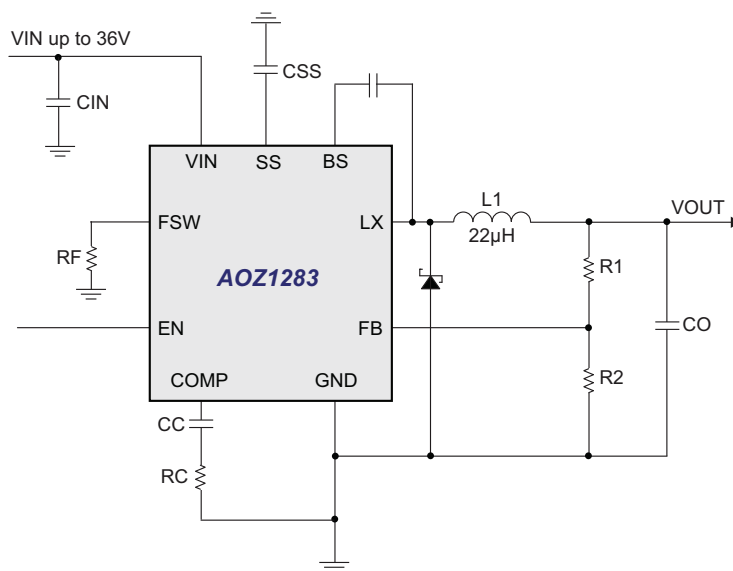 VIN up to 36V
CSS
CIN
VIN
SS
BS
L1
VOUT
FSW
LX
22µH
R1
RF
AOZ1283
EN
FB
CO
COMP
GND
R2
CC
RC